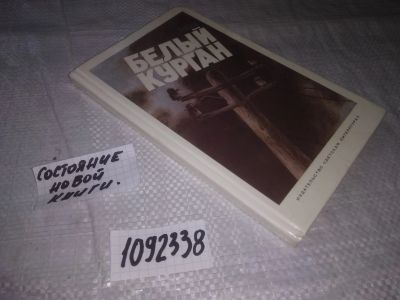 БЕЛЫЙ
КУРГАН
СОСТОЯНИЕ
НОВОЙ
КНИГИ.
1092338